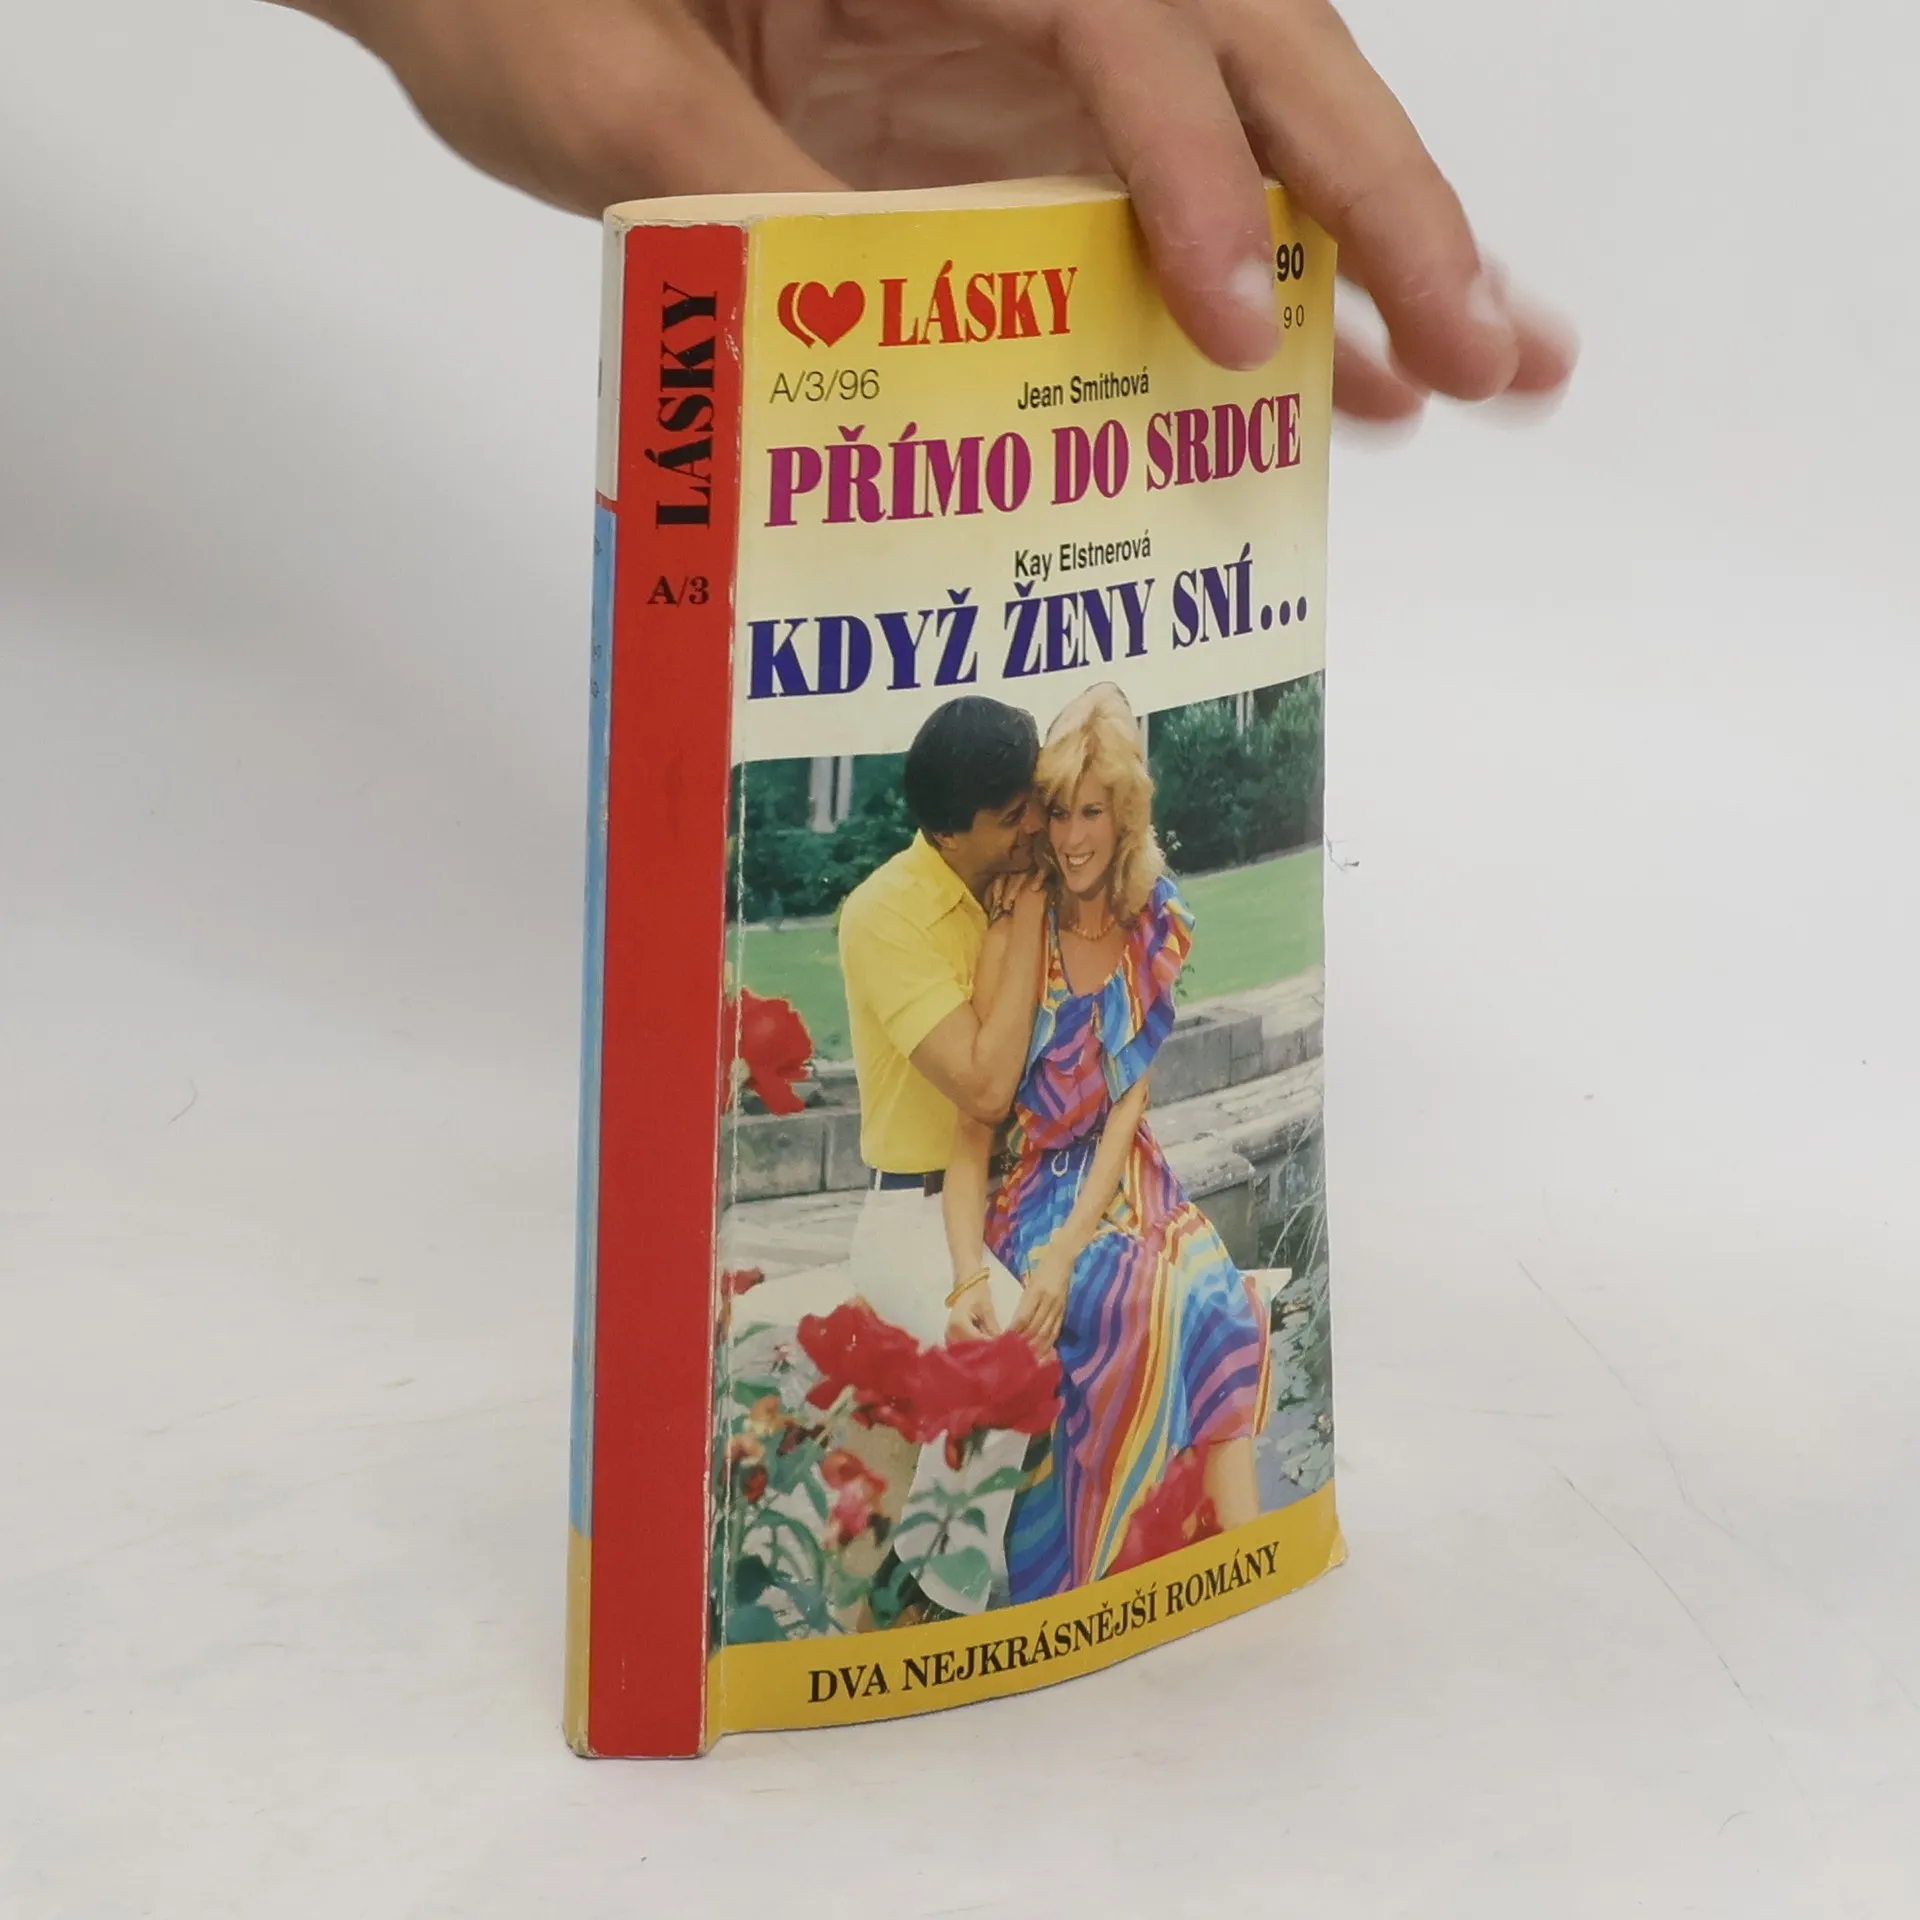 LÁSKY
A/3
LÁSKY
90
90
A/3/96
Jean Smithová
PŘÍMO DO SRDCE
Kay Elstnerová
KDYŽ ŽENY SNÍ...
DVA NEJKRÁSNĚJŠÍ ROMÁNY